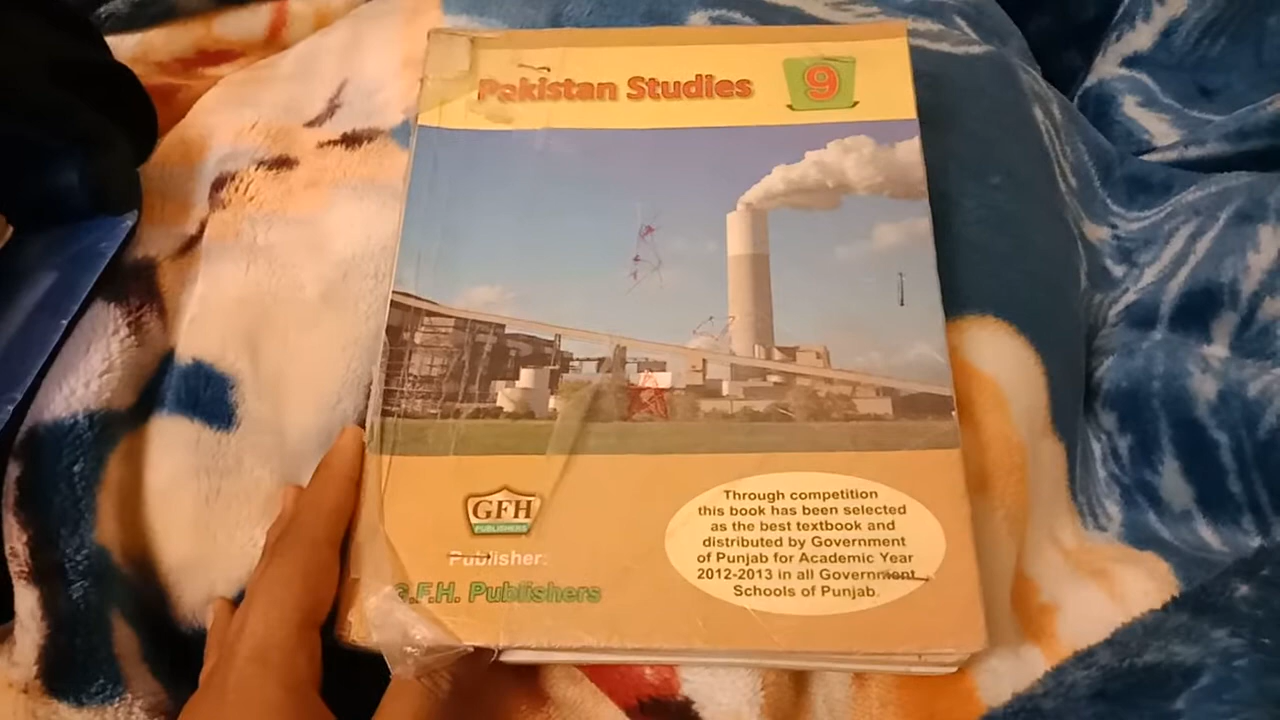 Pakistan Studies
9
GFH
PUBLISHERS
Publisher:
G.F.H. Publishers
Through competition
this book has been selected
as the best textbook and
distributed by Government
of Punjab for Academic Year
2012-2013 in all Government
Schools of Punjab.